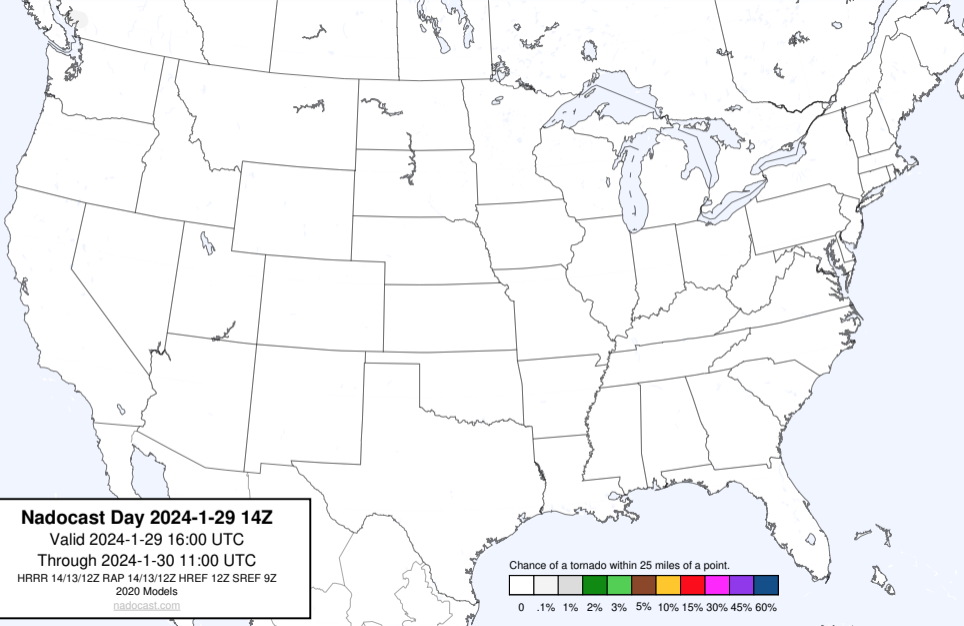 Nadocast Day 2024-1-29 14Z
Valid 2024-1-29 16:00 UTC
Through 2024-1-30 11:00 UTC
HRRR 14/13/12Z RAP 14/13/12Z HREF 12Z SREF 9Z
2020 Models
nadocast.com
Chance of a tornado within 25 miles of a point.
0 .1% 1% 2% 3% 5% 10% 15% 30% 45% 60%